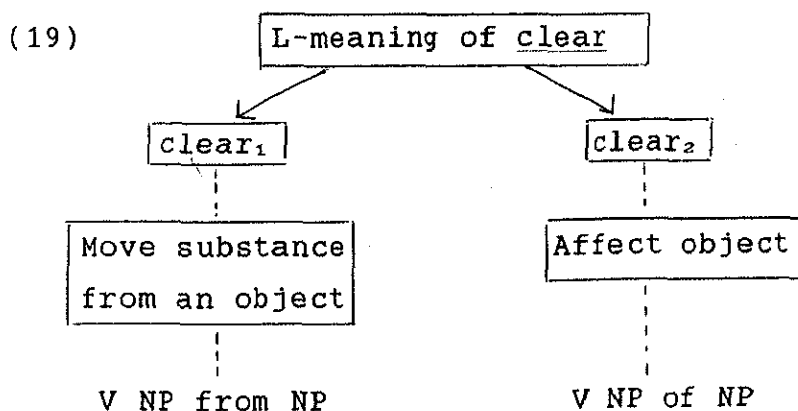 (19) L-meaning of clear
clear₁ clear₂
Move substance Affect object
from an object
V NP from NP V NP of NP